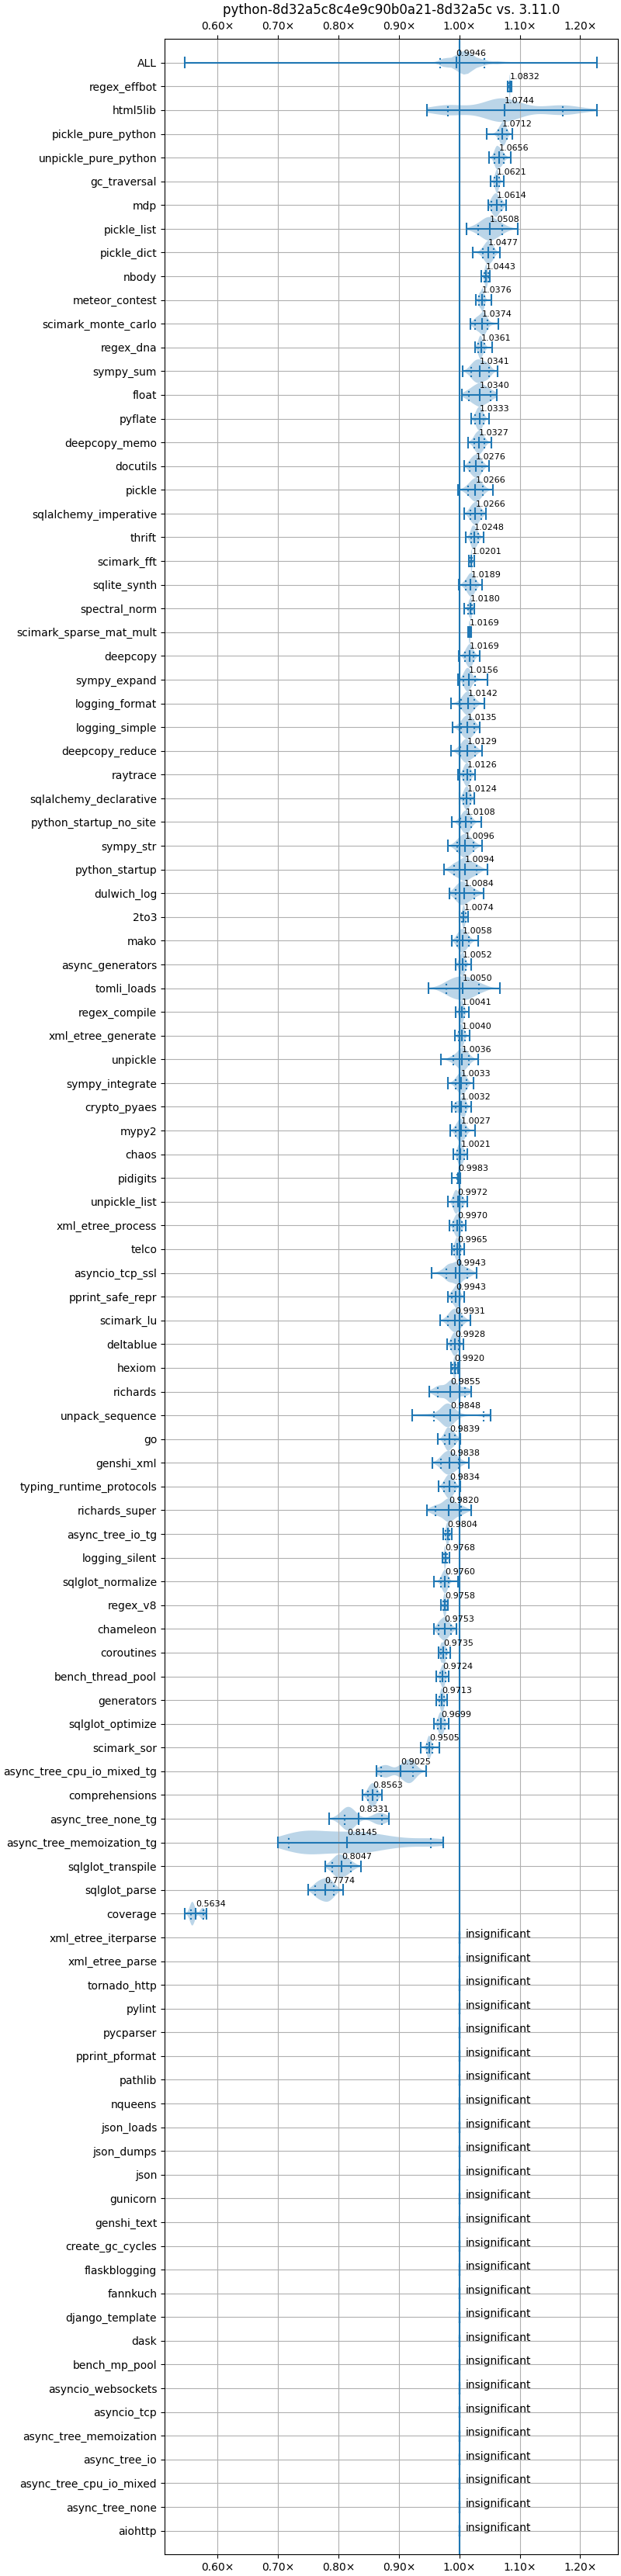 python-8d32a5c8c4e9c90b0a21-8d32a5c vs. 3.11.0
0.60× 0.70× 0.80× 0.90× 1.00× 1.10× 1.20×
ALL 0.9946
regex_effbot 1.0832
html5lib 1.0744
pickle_pure_python 1.0712
unpickle_pure_python 1.0656
gc_traversal 1.0621
mdp 1.0614
pickle_list 1.0508
pickle_dict 1.0477
nbody 1.0443
meteor_contest 1.0376
scimark_monte_carlo 1.0374
regex_dna 1.0361
sympy_sum 1.0341
float 1.0340
pyflate 1.0333
deepcopy_memo 1.0327
docutils 1.0276
pickle 1.0266
sqlalchemy_imperative 1.0266
thrift 1.0248
scimark_fft 1.0201
sqlite_synth 1.0189
spectral_norm 1.0180
scimark_sparse_mat_mult 1.0169
deepcopy 1.0169
sympy_expand 1.0156
logging_format 1.0142
logging_simple 1.0135
deepcopy_reduce 1.0129
raytrace 1.0126
sqlalchemy_declarative 1.0124
python_startup_no_site 1.0108
sympy_str 1.0096
python_startup 1.0094
dulwich_log 1.0084
2to3 1.0074
mako 1.0058
async_generators 1.0052
tomli_loads 1.0050
regex_compile 1.0041
xml_etree_generate 1.0040
unpickle 1.0036
sympy_integrate 1.0033
crypto_pyaes 1.0032
mypy2 1.0027
chaos 1.0021
pidigits 0.9983
unpickle_list 0.9972
xml_etree_process 0.9970
telco 0.9965
asyncio_tcp_ssl 0.9943
pprint_safe_repr 0.9943
scimark_lu 0.9931
deltablue 0.9928
hexiom 0.9920
richards 0.9855
unpack_sequence 0.9848
go 0.9839
genshi_xml 0.9838
typing_runtime_protocols 0.9834
richards_super 0.9820
async_tree_io_tg 0.9804
logging_silent 0.9768
sqlglot_normalize 0.9760
regex_v8 0.9758
chameleon 0.9753
coroutines 0.9735
bench_thread_pool 0.9724
generators 0.9713
sqlglot_optimize 0.9699
scimark_sor 0.9505
async_tree_cpu_io_mixed_tg 0.9025
comprehensions 0.8563
async_tree_none_tg 0.8331
async_tree_memoization_tg 0.8145
sqlglot_transpile 0.8047
sqlglot_parse 0.7774
coverage 0.5634
xml_etree_iterparse insignificant
xml_etree_parse insignificant
tornado_http insignificant
pylint insignificant
pycparser insignificant
pprint_pformat insignificant
pathlib insignificant
nqueens insignificant
json_loads insignificant
json_dumps insignificant
json insignificant
gunicorn insignificant
genshi_text insignificant
create_gc_cycles insignificant
flaskblogging insignificant
fannkuch insignificant
django_template insignificant
dask insignificant
bench_mp_pool insignificant
asyncio_websockets insignificant
asyncio_tcp insignificant
async_tree_memoization insignificant
async_tree_io insignificant
async_tree_cpu_io_mixed insignificant
async_tree_none insignificant
aiohttp insignificant
0.60× 0.70× 0.80× 0.90× 1.00× 1.10× 1.20×